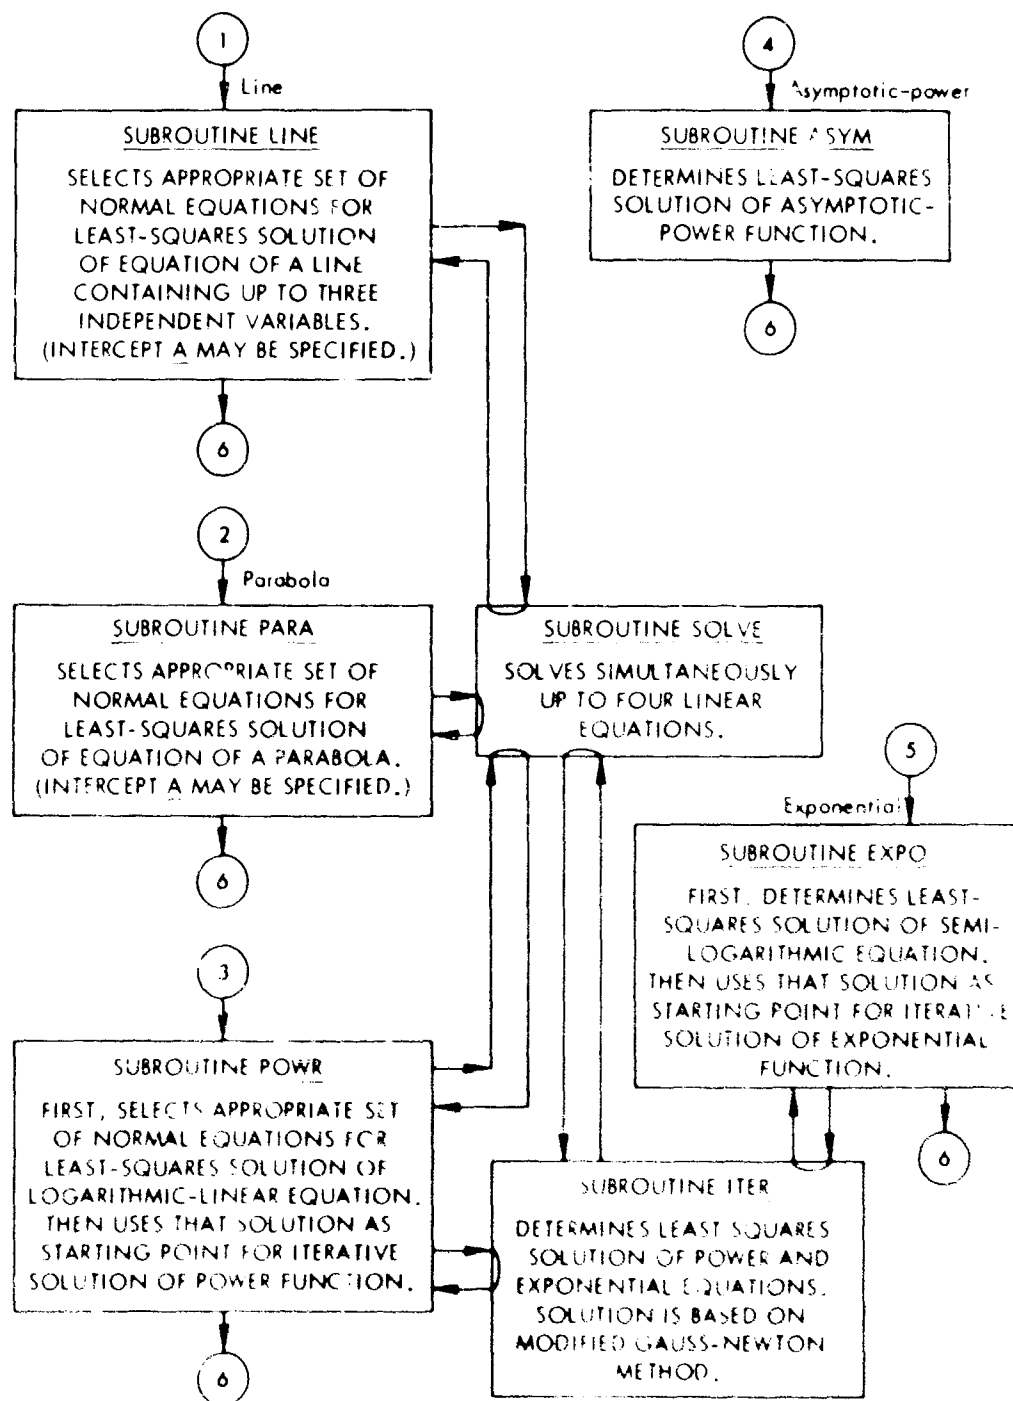 1
Line
SUBROUTINE LINE
SELECTS APPROPRIATE SET OF
NORMAL EQUATIONS FOR
LEAST-SQUARES SOLUTION
OF EQUATION OF A LINE
CONTAINING UP TO THREE
INDEPENDENT VARIABLES.
(INTERCEPT A MAY BE SPECIFIED.)
6
4
Asymptotic-power
SUBROUTINE ASYM
DETERMINES LEAST-SQUARES
SOLUTION OF ASYMPTOTIC-
POWER FUNCTION.
6
2
Parabola
SUBROUTINE PARA
SELECTS APPROPRIATE SET OF
NORMAL EQUATIONS FOR
LEAST-SQUARES SOLUTION
OF EQUATION OF A PARABOLA.
(INTERCEPT A MAY BE SPECIFIED.)
6
SUBROUTINE SOLVE
SOLVES SIMULTANEOUSLY
UP TO FOUR LINEAR
EQUATIONS.
5
Exponential
SUBROUTINE EXPO
FIRST, DETERMINES LEAST-
SQUARES SOLUTION OF SEMI-
LOGARITHMIC EQUATION.
THEN USES THAT SOLUTION AS
STARTING POINT FOR ITERATIVE
SOLUTION OF EXPONENTIAL
FUNCTION.
6
3
SUBROUTINE POWR
FIRST, SELECTS APPROPRIATE SET
OF NORMAL EQUATIONS FOR
LEAST-SQUARES SOLUTION OF
LOGARITHMIC-LINEAR EQUATION.
THEN USES THAT SOLUTION AS
STARTING POINT FOR ITERATIVE
SOLUTION OF POWER FUNCTION.
6
SUBROUTINE ITER
DETERMINES LEAST SQUARES
SOLUTION OF POWER AND
EXPONENTIAL EQUATIONS.
SOLUTION IS BASED ON
MODIFIED GAUSS-NEWTON
METHOD.